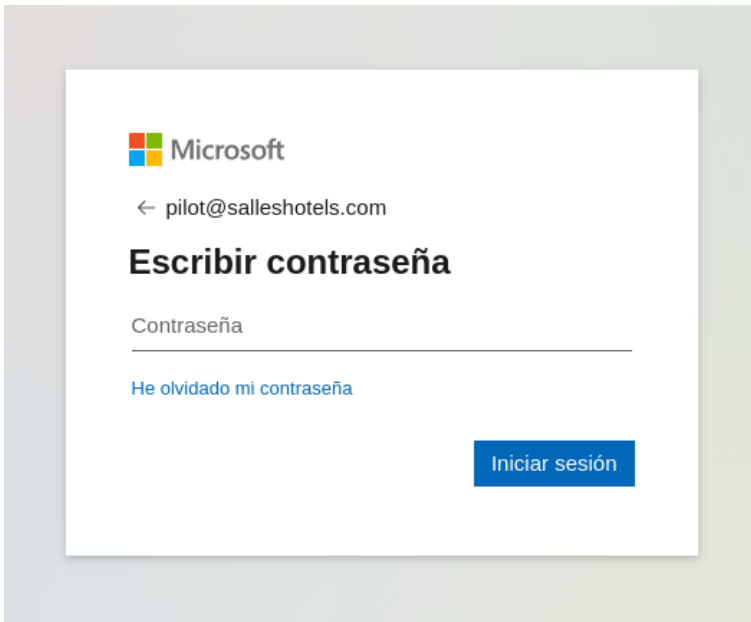 Microsoft
← pilot@salleshotels.com
Escribir contraseña
Contraseña
He olvidado mi contraseña
Iniciar sesión